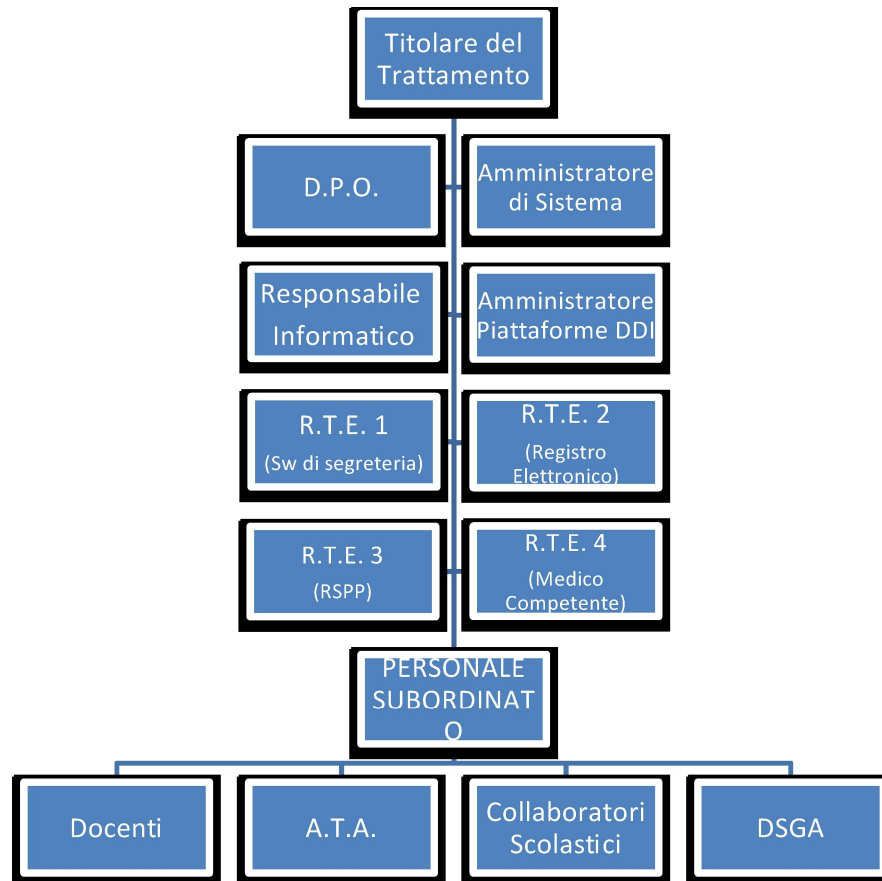 Titolare del
Trattamento
D.P.O.
Amministratore
di Sistema
Responsabile
Informatico
Amministratore
Piattaforme DDI
R.T.E. 1
(Sw di segreteria)
R.T.E. 2
(Registro
Elettronico)
R.T.E. 3
(RSPP)
R.T.E. 4
(Medico
Competente)
PERSONALE
SUBORDINAT
O
Docenti
A.T.A.
Collaboratori
Scolastici
DSGA